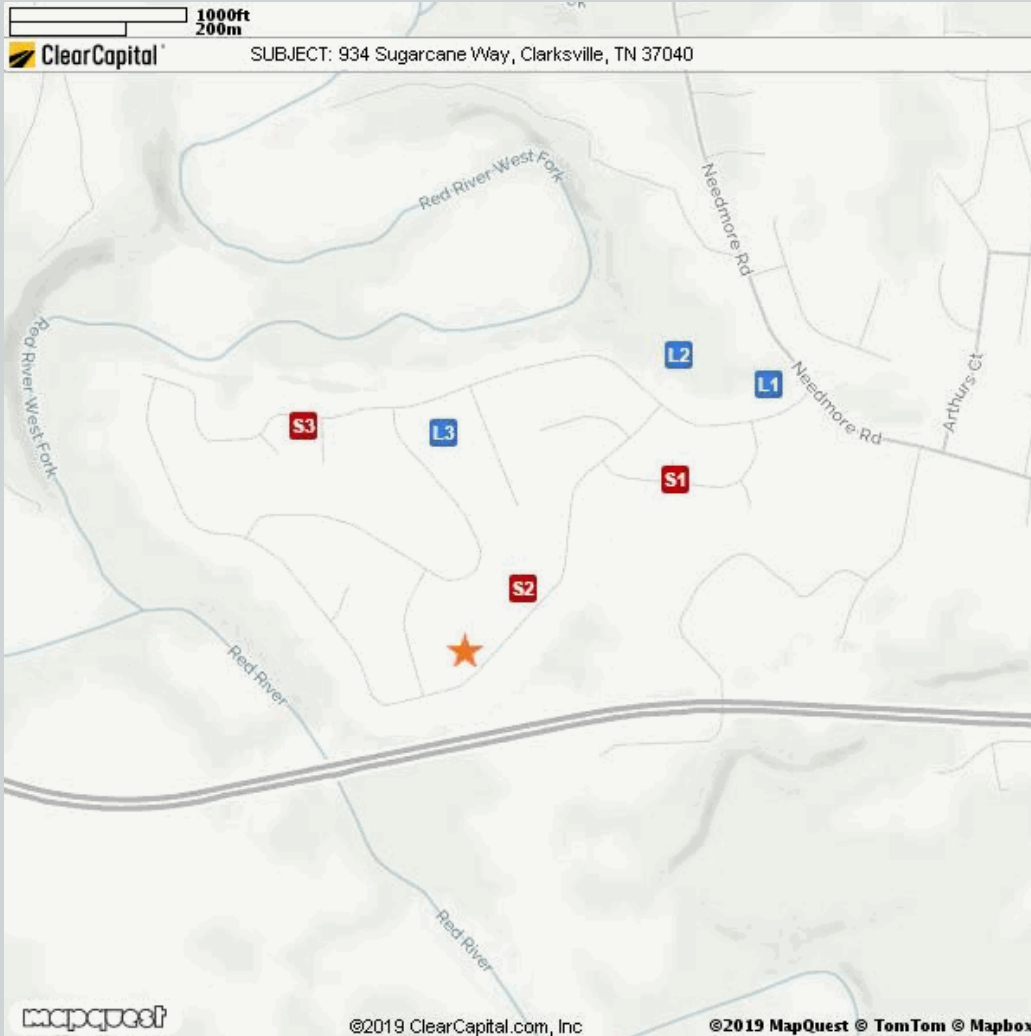 1000ft
200m
ClearCapital
SUBJECT: 934 Sugarcane Way, Clarksville, TN 37040
Red River West Fork
Needmore Rd
Red River West Fork
L2
L1
Needmore Rd
Arthurs Ct
S3
L3
S1
S2
Red River
Red River
mapquest
©2019 ClearCapital.com, Inc
©2019 MapQuest © TomTom © Mapbox